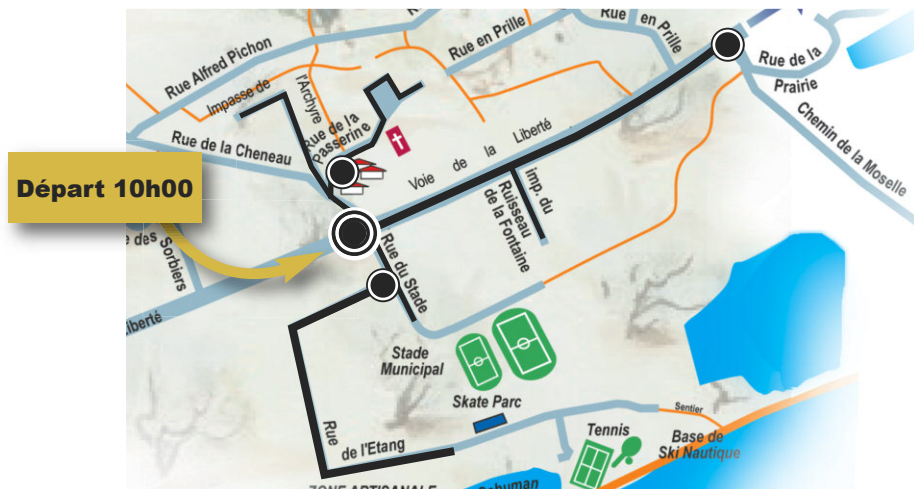 Rue Alfred Pichon
Impasse de
l'Archyre
Rue de la
Passerine
Rue de la Cheneau
Rue en Prille
Rue en Prille
Rue de la
Prairie
Chemin de la Moselle
Voie de la Liberté
imp. du
Ruisseau
de la Fontaine
Départ 10h00
Sorbiers
Liberté
Rue du Stade
Stade
Municipal
Skate Parc
Rue
de l'Etang
Tennis
Sentier
Base de
Ski Nautique
ZONE ARTISANALE
Schuman